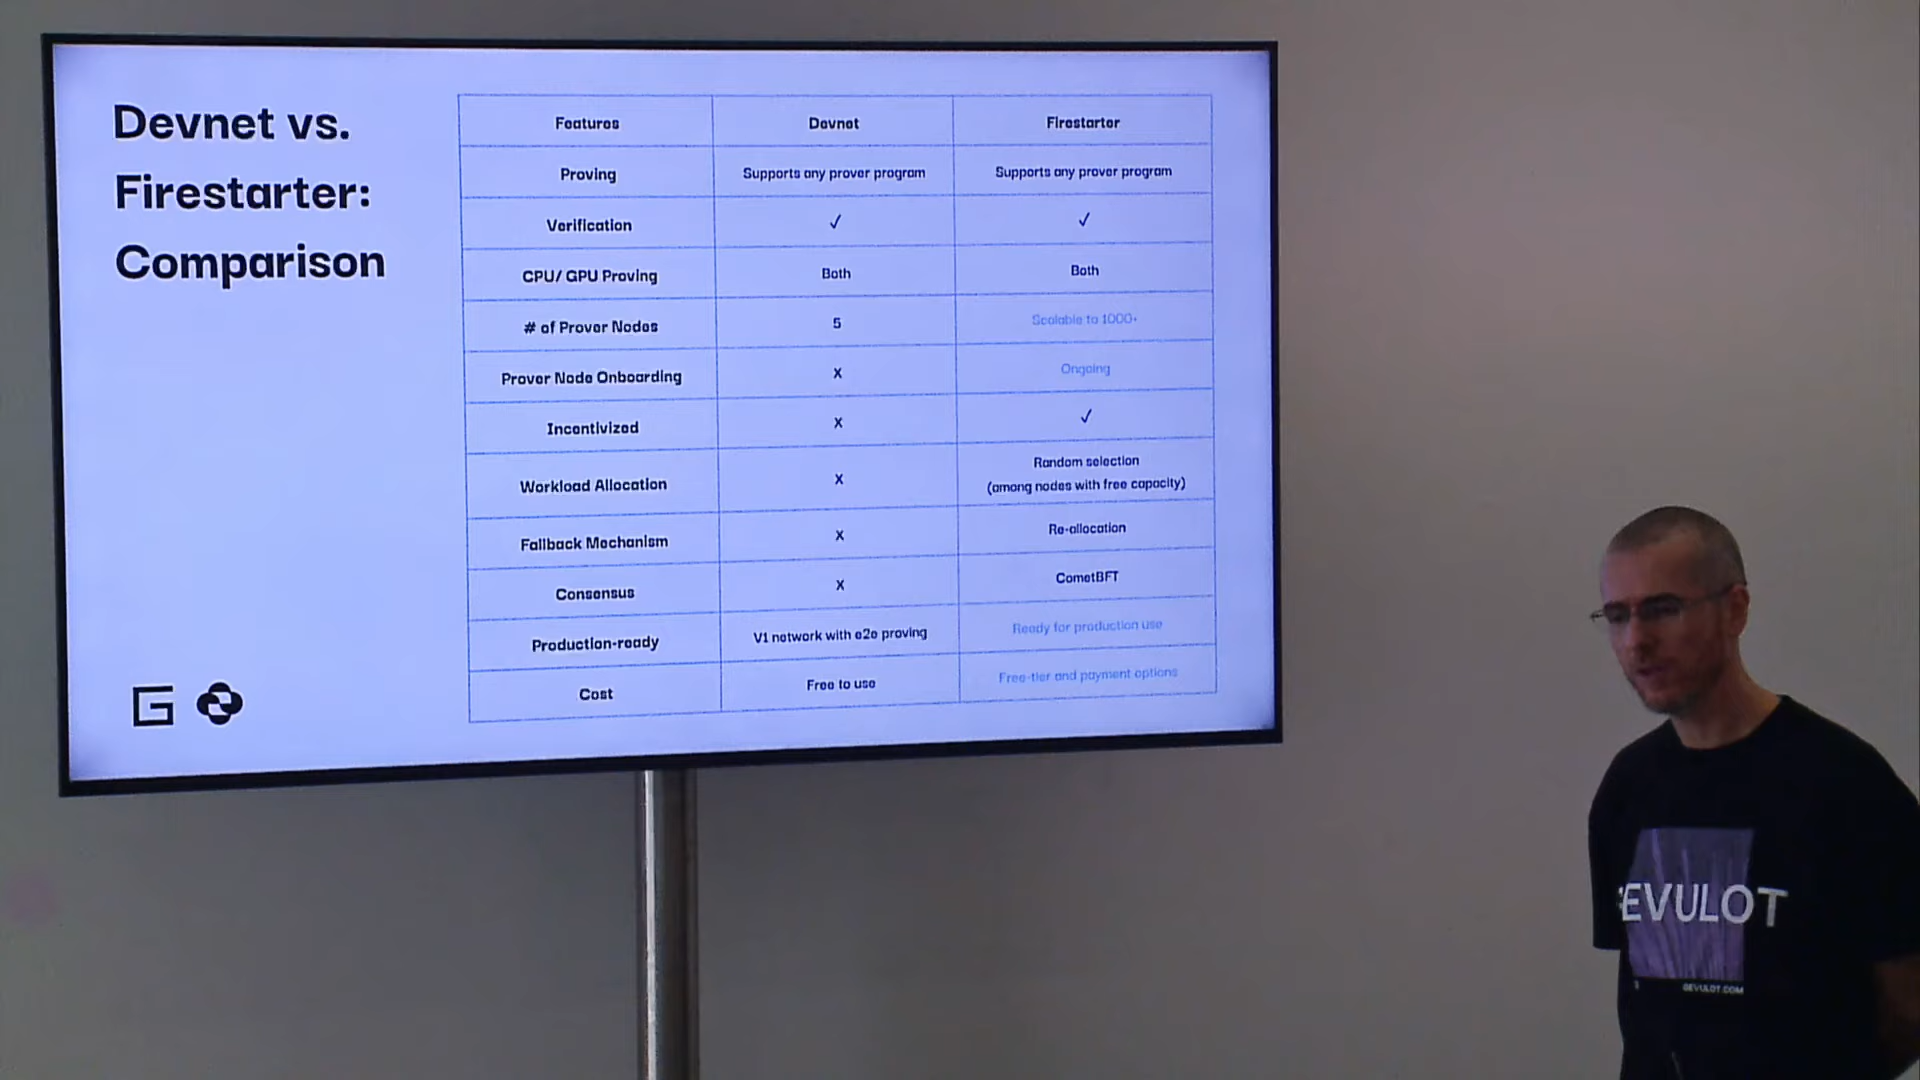 Devnet vs.
Firestarter:
Comparison
Features Devnet Firestarter
Proving Supports any prover program Supports any prover program
Verification ✓ ✓
CPU/ GPU Proving Both Both
# of Prover Nodes 5 Scalable to 1000+
Prover Node Onboarding X Ongoing
Incentivized X ✓
Workload Allocation X Random selection
(among nodes with free capacity)
Fallback Mechanism X Re-allocation
Consensus X CometBFT
Production-ready V1 network with e2e proving Ready for production use
Cost Free to use Free-tier and payment options
G
GEVULOT
GEVULOT.COM